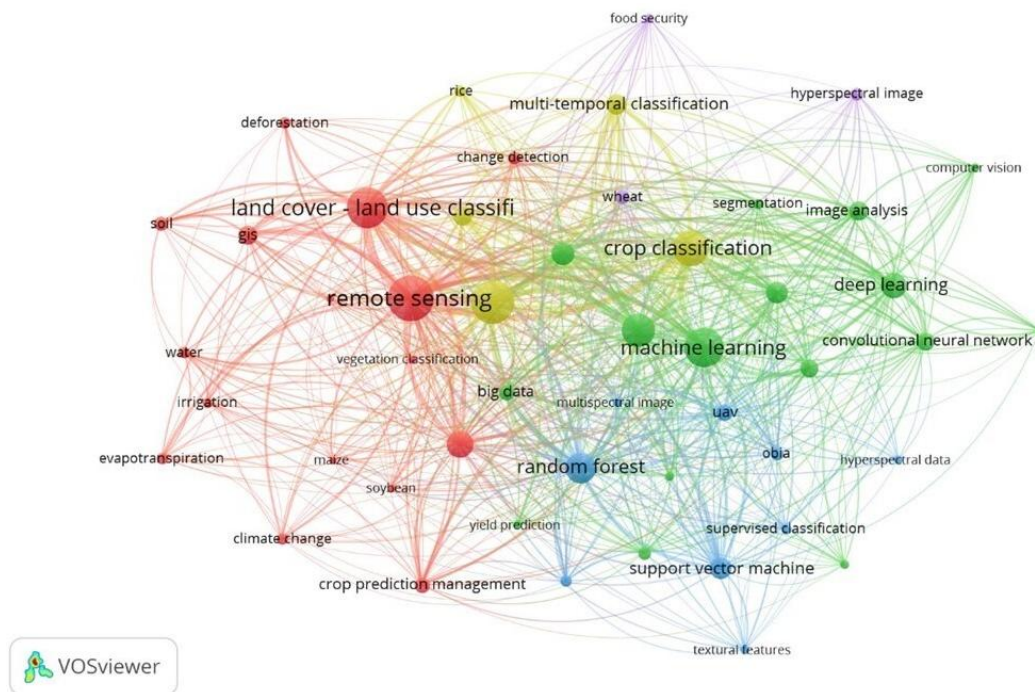 food security
rice
multi-temporal classification
hyperspectral image
deforestation
change detection
computer vision
wheat
segmentation
image analysis
land cover - land use classifi
soil
gis
crop classification
deep learning
remote sensing
machine learning
convolutional neural network
water
vegetation classification
big data
multispectral image
uav
irrigation
evapotranspiration
maize
random forest
obia
hyperspectral data
soybean
yield prediction
supervised classification
climate change
crop prediction management
support vector machine
textural features
VOSviewer